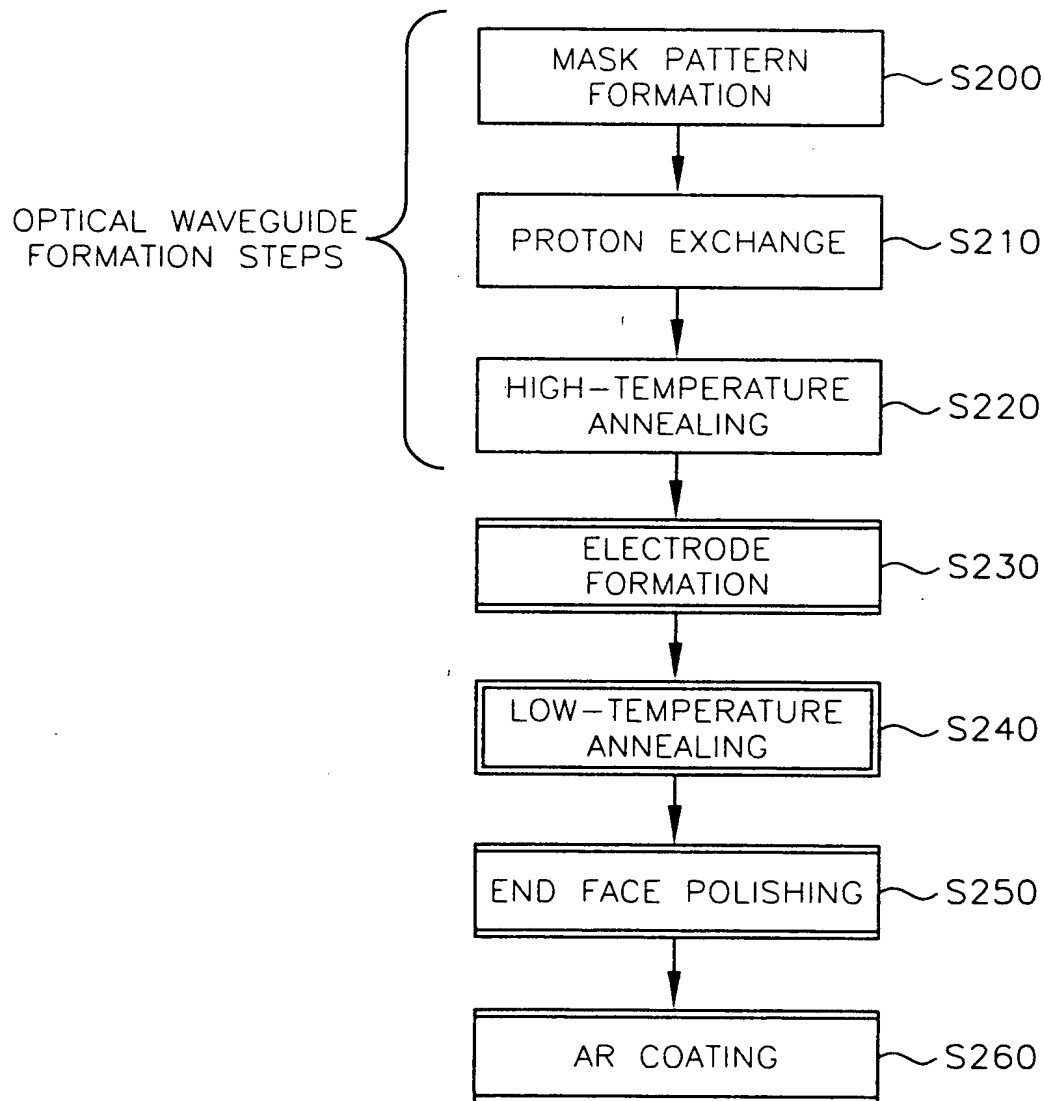 MASK PATTERN
FORMATION
S200
OPTICAL WAVEGUIDE
FORMATION STEPS
PROTON EXCHANGE
S210
HIGH-TEMPERATURE
ANNEALING
S220
ELECTRODE
FORMATION
S230
LOW-TEMPERATURE
ANNEALING
S240
END FACE POLISHING
S250
AR COATING
S260